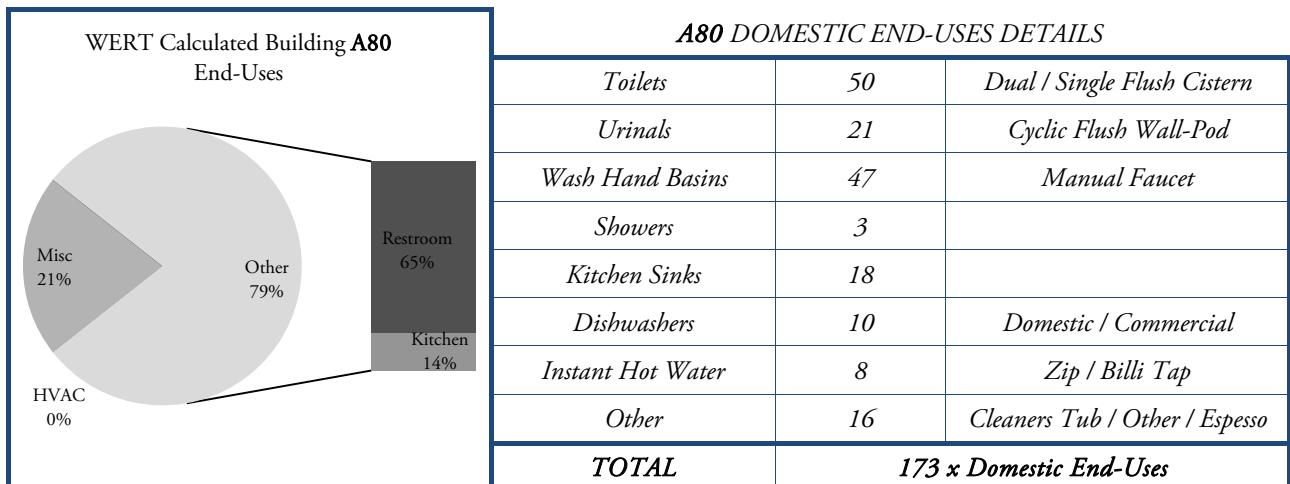 WERT Calculated Building A80
End-Uses
Misc
21%
Other
79%
HVAC
0%
Restroom
65%
Kitchen
14%
A80 DOMESTIC END-USES DETAILS
Toilets 50 Dual / Single Flush Cistern
Urinals 21 Cyclic Flush Wall-Pod
Wash Hand Basins 47 Manual Faucet
Showers 3
Kitchen Sinks 18
Dishwashers 10 Domestic / Commercial
Instant Hot Water 8 Zip / Billi Tap
Other 16 Cleaners Tub / Other / Espesso
TOTAL 173 x Domestic End-Uses